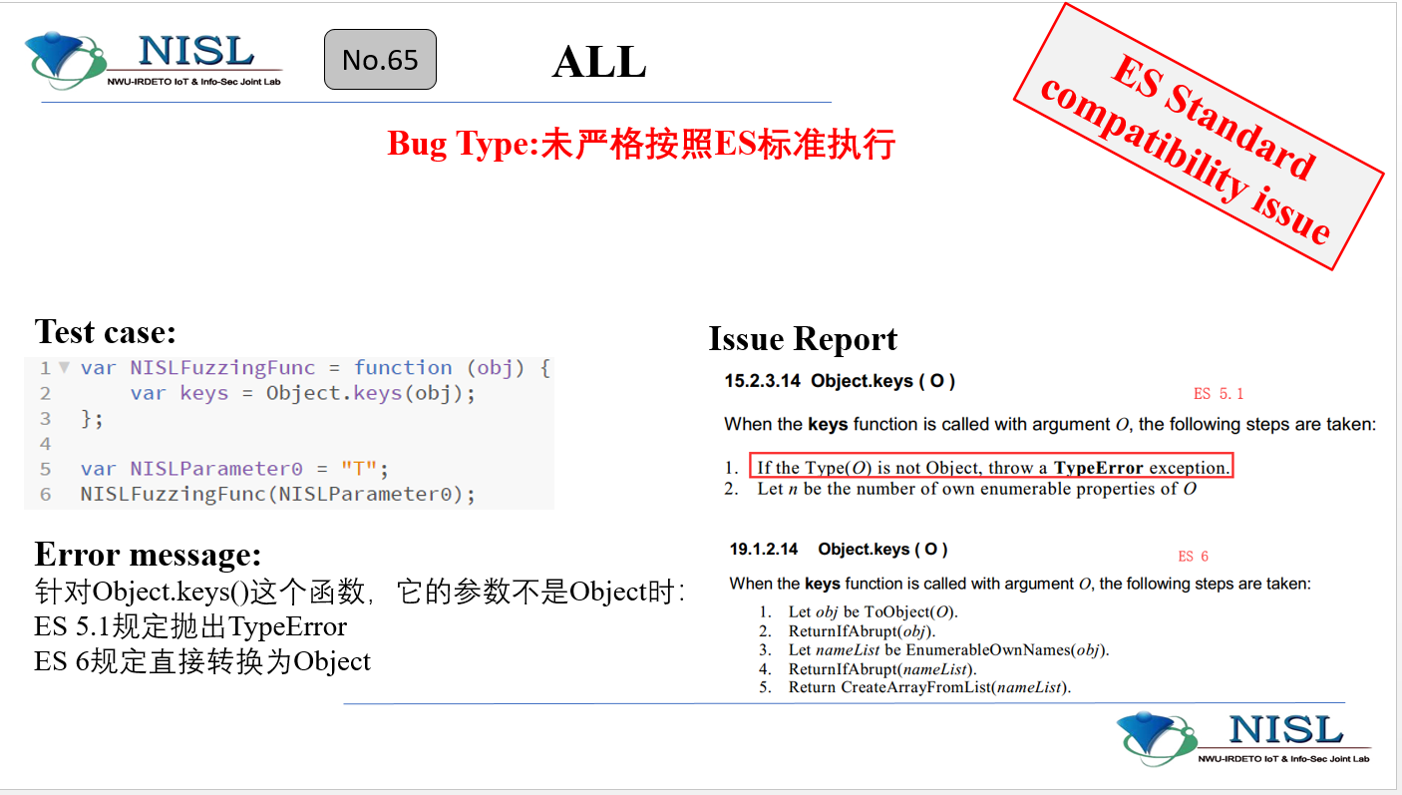 NISL
NWU-IRDETO IoT & Info-Sec Joint Lab
No.65
ALL
ES Standard
compatibility issue
Bug Type:未严格按照ES标准执行
Test case:
1 var NISLFuzzingFunc = function (obj) {
2 var keys = Object.keys(obj);
3 };
4
5 var NISLParameter0 = "T";
6 NISLFuzzingFunc(NISLParameter0);
Error message:
针对Object.keys()这个函数，它的参数不是Object时：
ES 5.1规定抛出TypeError
ES 6规定直接转换为Object
Issue Report
15.2.3.14 Object.keys ( O )
ES 5.1
When the keys function is called with argument O, the following steps are taken:
1. If the Type(O) is not Object, throw a TypeError exception.
2. Let n be the number of own enumerable properties of O
19.1.2.14 Object.keys ( O )
ES 6
When the keys function is called with argument O, the following steps are taken:
1. Let obj be ToObject(O).
2. ReturnIfAbrupt(obj).
3. Let nameList be EnumerableOwnNames(obj).
4. ReturnIfAbrupt(nameList).
5. Return CreateArrayFromList(nameList).
NISL
NWU-IRDETO IoT & Info-Sec Joint Lab